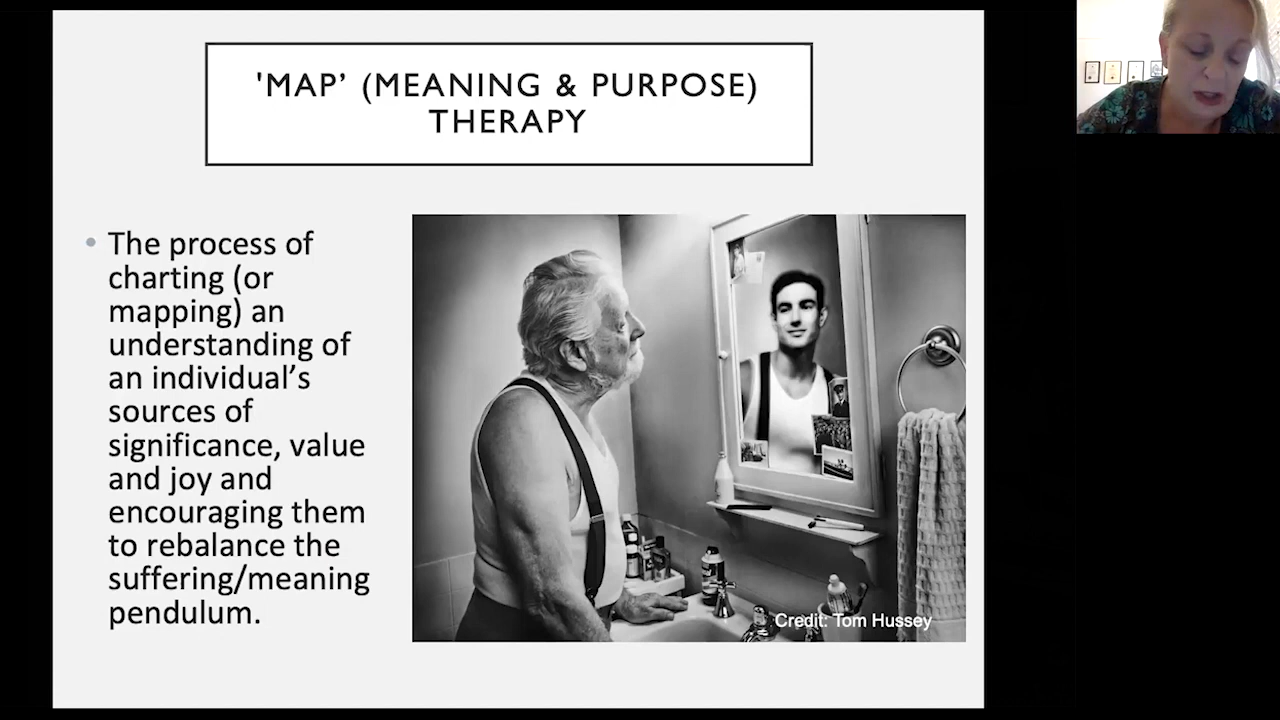 'MAP’ (MEANING & PURPOSE)
THERAPY
• The process of
charting (or
mapping) an
understanding of
an individual’s
sources of
significance, value
and joy and
encouraging them
to rebalance the
suffering/meaning
pendulum.
Credit: Tom Hussey